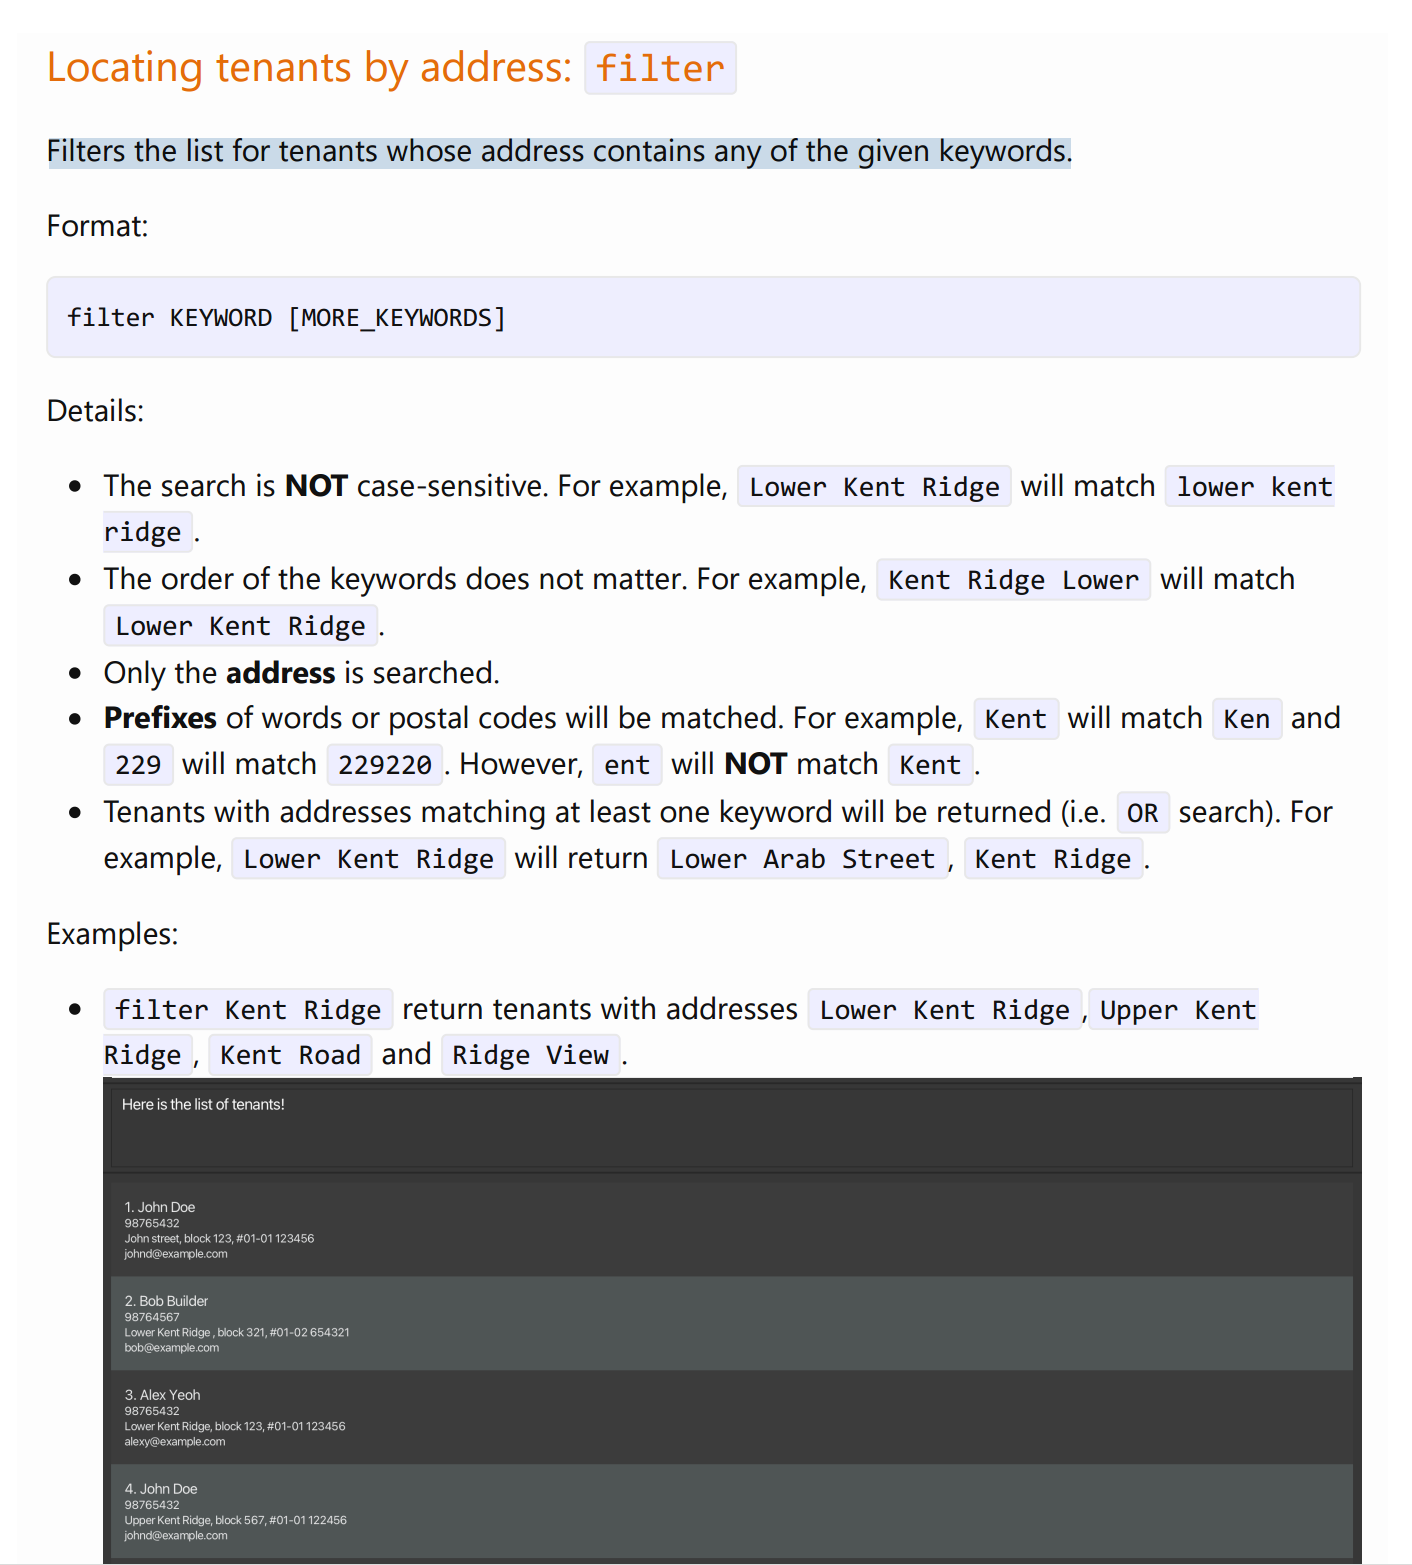 Locating tenants by address: filter
Filters the list for tenants whose address contains any of the given keywords.
Format:
filter KEYWORD [MORE_KEYWORDS]
Details:
The search is NOT case-sensitive. For example, Lower Kent Ridge will match lower kent
ridge.
The order of the keywords does not matter. For example, Kent Ridge Lower will match
Lower Kent Ridge.
Only the address is searched.
Prefixes of words or postal codes will be matched. For example, Kent will match Ken and
229 will match 229220. However, ent will NOT match Kent.
Tenants with addresses matching at least one keyword will be returned (i.e. OR search). For
example, Lower Kent Ridge will return Lower Arab Street, Kent Ridge.
Examples:
filter Kent Ridge return tenants with addresses Lower Kent Ridge, Upper Kent
Ridge, Kent Road and Ridge View.
Here is the list of tenants!
1. John Doe
98765432
John street, block 123, #01-01 123456
johnd@example.com
2. Bob Builder
98764567
Lower Kent Ridge , block 321, #01-02 654321
bob@example.com
3. Alex Yeoh
98765432
Lower Kent Ridge, block 123, #01-01 123456
alexy@example.com
4. John Doe
98765432
Upper Kent Ridge, block 567, #01-01 122456
johnd@example.com